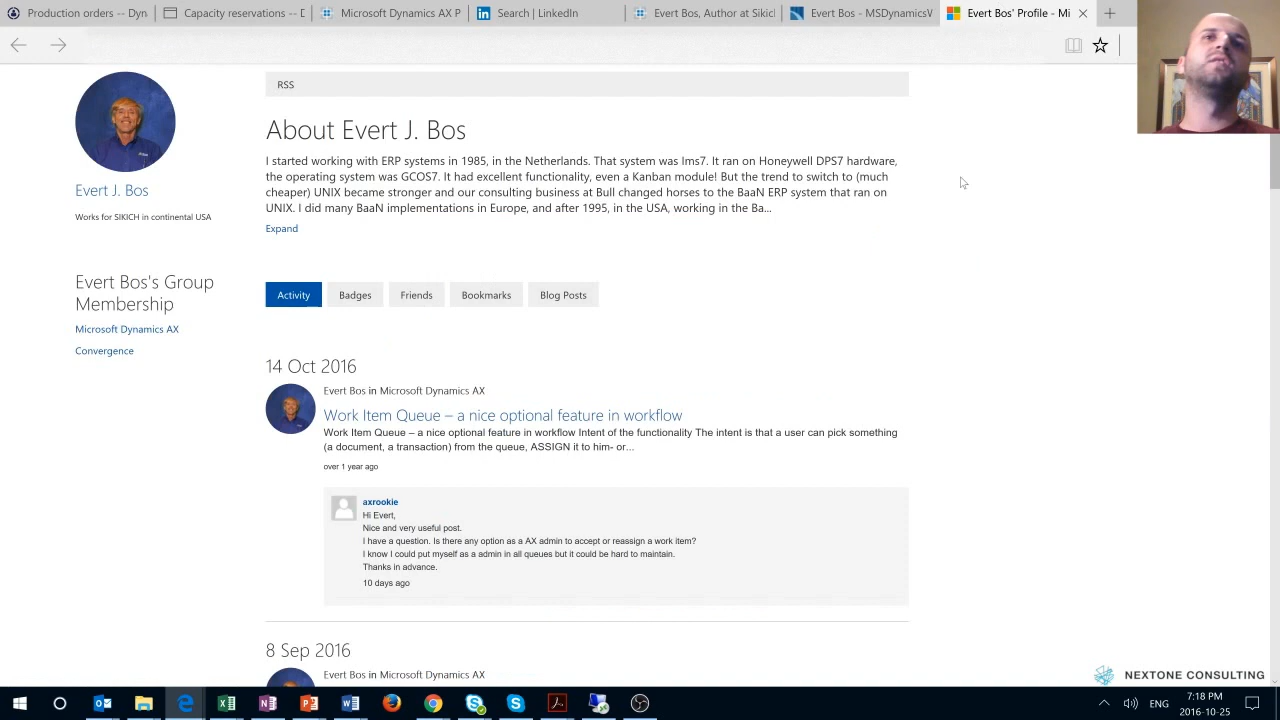 Production orders – D
Capacity reservations – D
Microsoft Dynamics AX P
Search | LinkedIn
Evert Bos, Author at Sikich
Evert Bos - MSDynamicsW
Evert Bos' Profile - Mi
RSS
About Evert J. Bos
I started working with ERP systems in 1985, in the Netherlands. That system was Ims7. It ran on Honeywell DPS7 hardware,
the operating system was GCOS7. It had excellent functionality, even a Kanban module! But the trend to switch to (much
cheaper) UNIX became stronger and our consulting business at Bull changed horses to the BaaN ERP system that ran on
UNIX. I did many BaaN implementations in Europe, and after 1995, in the USA, working in the Ba...
Expand
Evert J. Bos
Works for SIKICH in continental USA
Evert Bos's Group
Membership
Microsoft Dynamics AX
Convergence
Activity
Badges
Friends
Bookmarks
Blog Posts
14 Oct 2016
Evert Bos in Microsoft Dynamics AX
Work Item Queue – a nice optional feature in workflow
Work Item Queue – a nice optional feature in workflow Intent of the functionality The intent is that a user can pick something
(a document, a transaction) from the queue, ASSIGN it to him- or...
over 1 year ago
axrookie
Hi Evert,
Nice and very useful post.
I have a question. Is there any option as a AX admin to accept or reassign a work item?
I know I could put myself as a admin in all queues but it could be hard to maintain.
Thanks in advance.
10 days ago
8 Sep 2016
Evert Bos in Microsoft Dynamics AX
NEXTONE CONSULTING
ENG
7:18 PM
2016-10-25